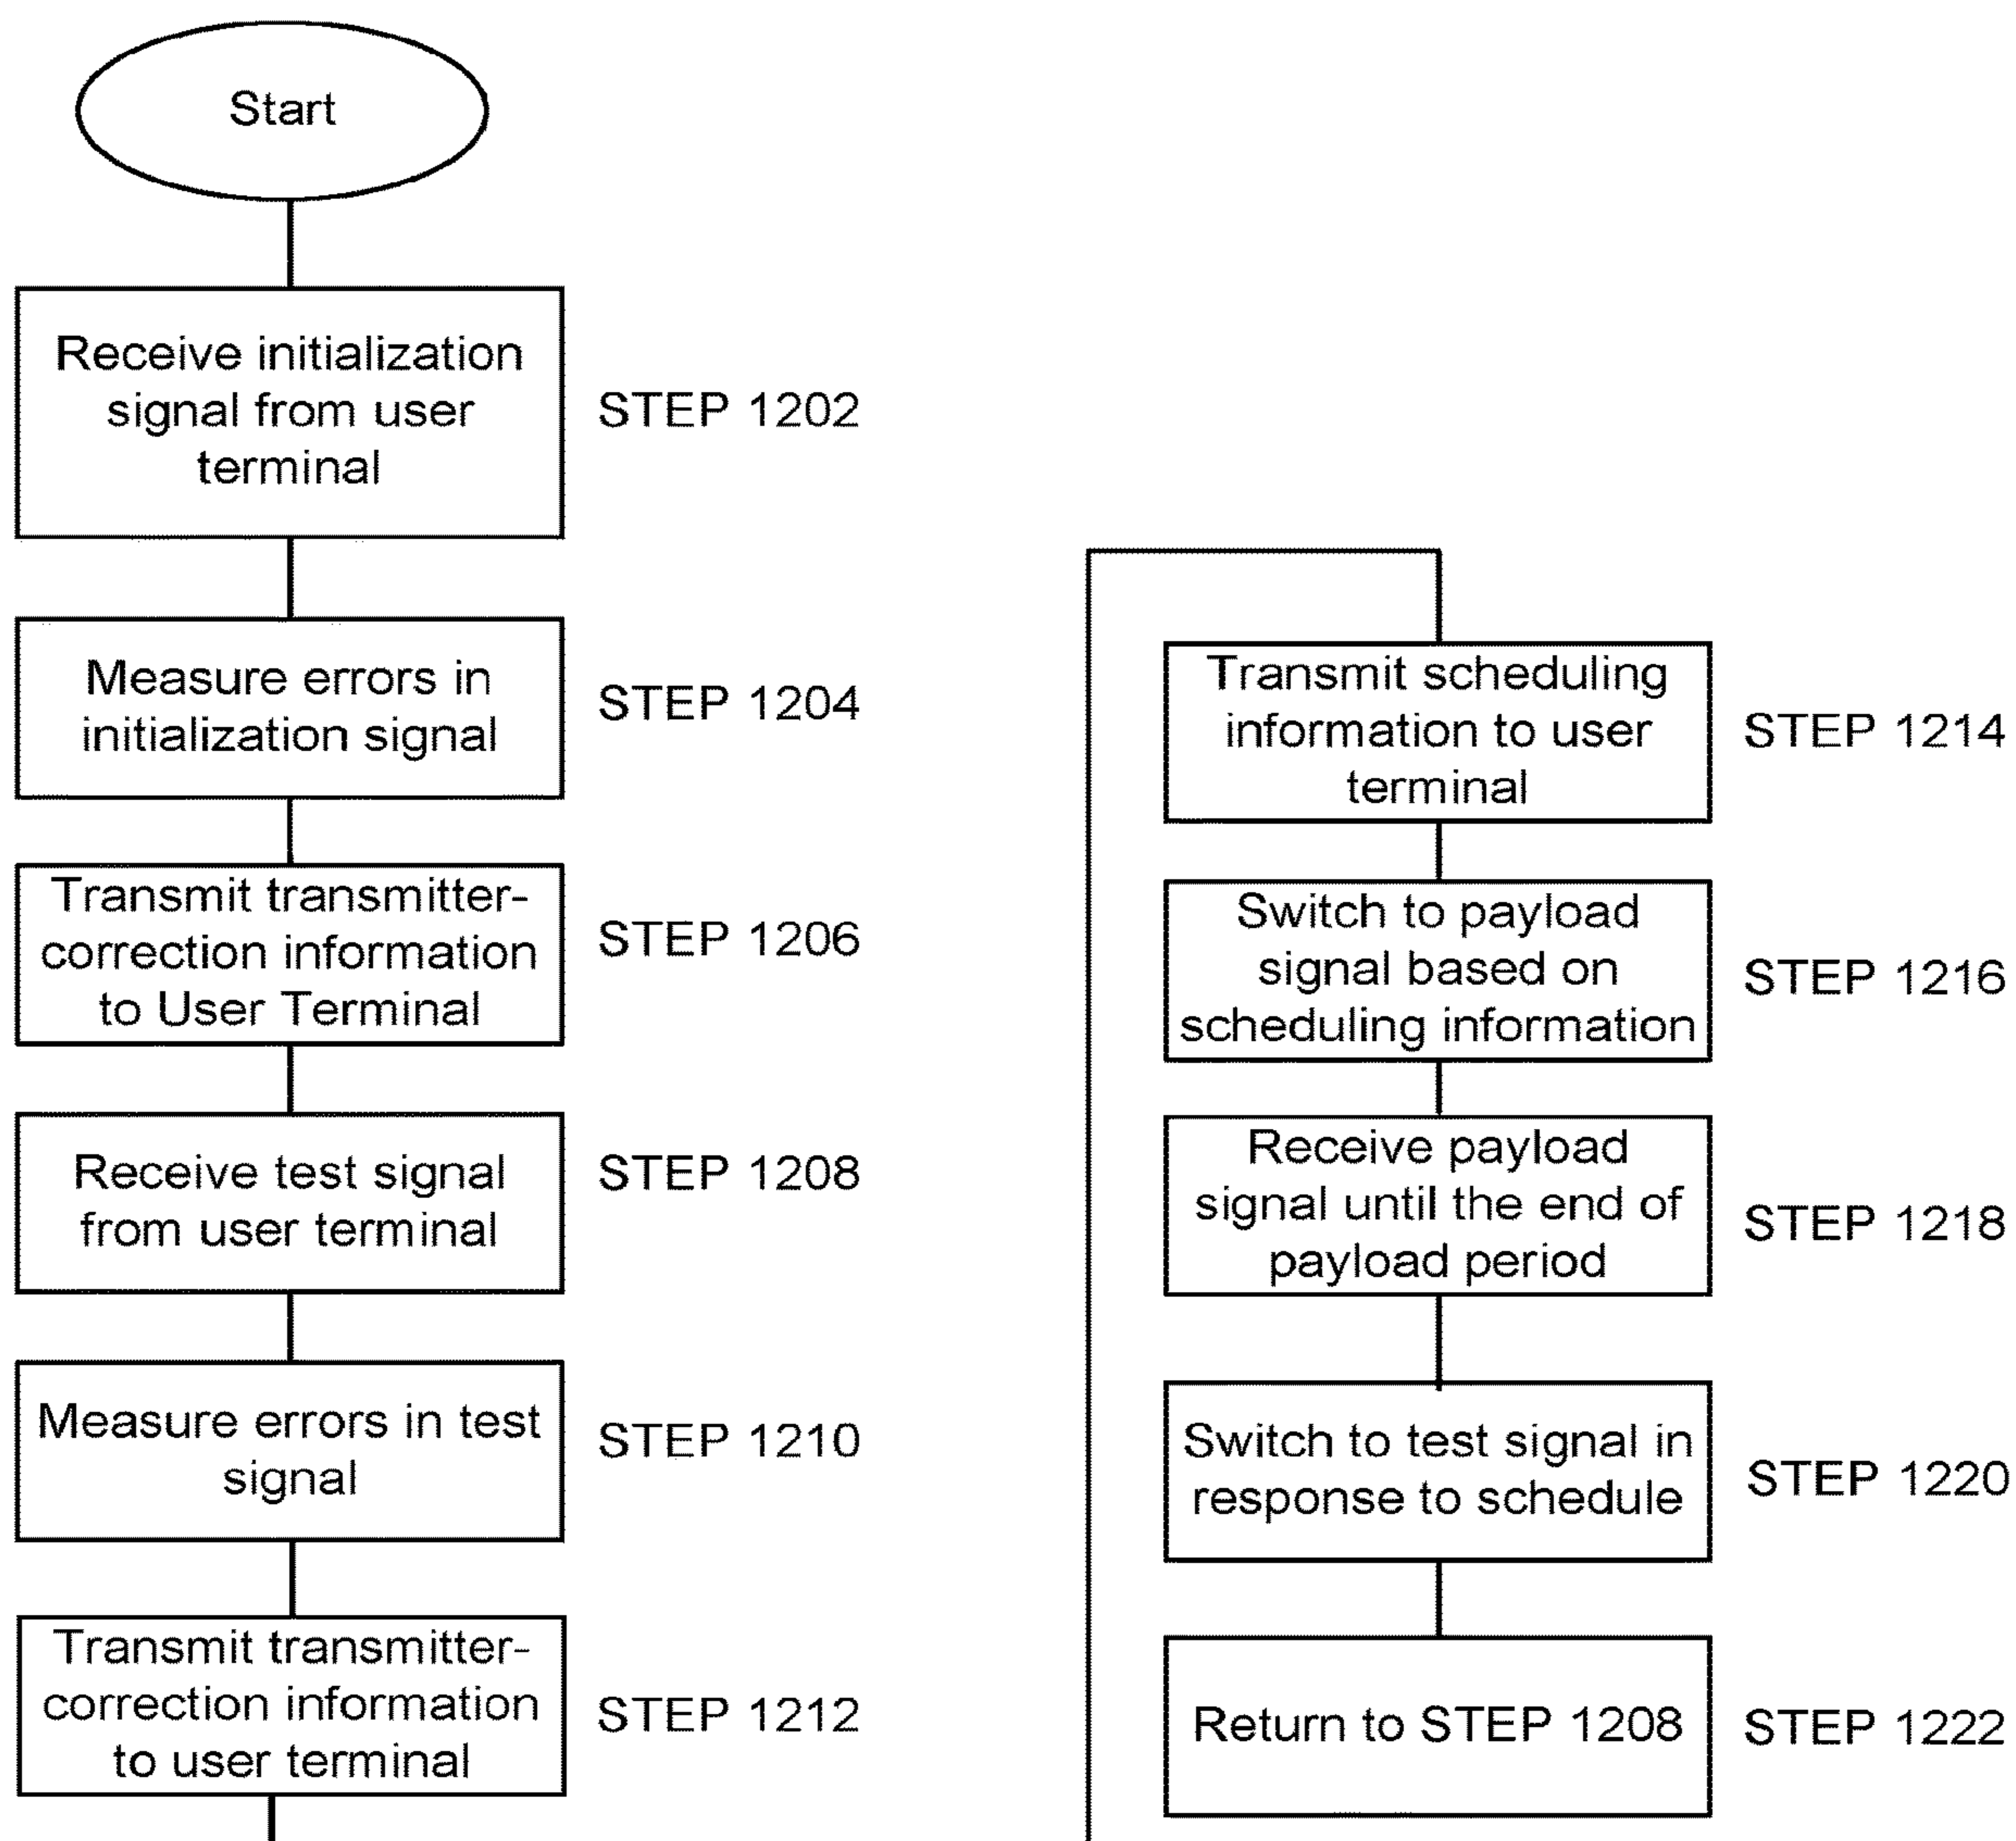 Start
Receive initialization
signal from user
terminal
STEP 1202
Measure errors in
initialization signal
STEP 1204
Transmit transmitter-
correction information
to User Terminal
STEP 1206
Receive test signal
from user terminal
STEP 1208
Measure errors in test
signal
STEP 1210
Transmit transmitter-
correction information
to user terminal
STEP 1212
Transmit scheduling
information to user
terminal
STEP 1214
Switch to payload
signal based on
scheduling information
STEP 1216
Receive payload
signal until the end of
payload period
STEP 1218
Switch to test signal in
response to schedule
STEP 1220
Return to STEP 1208
STEP 1222